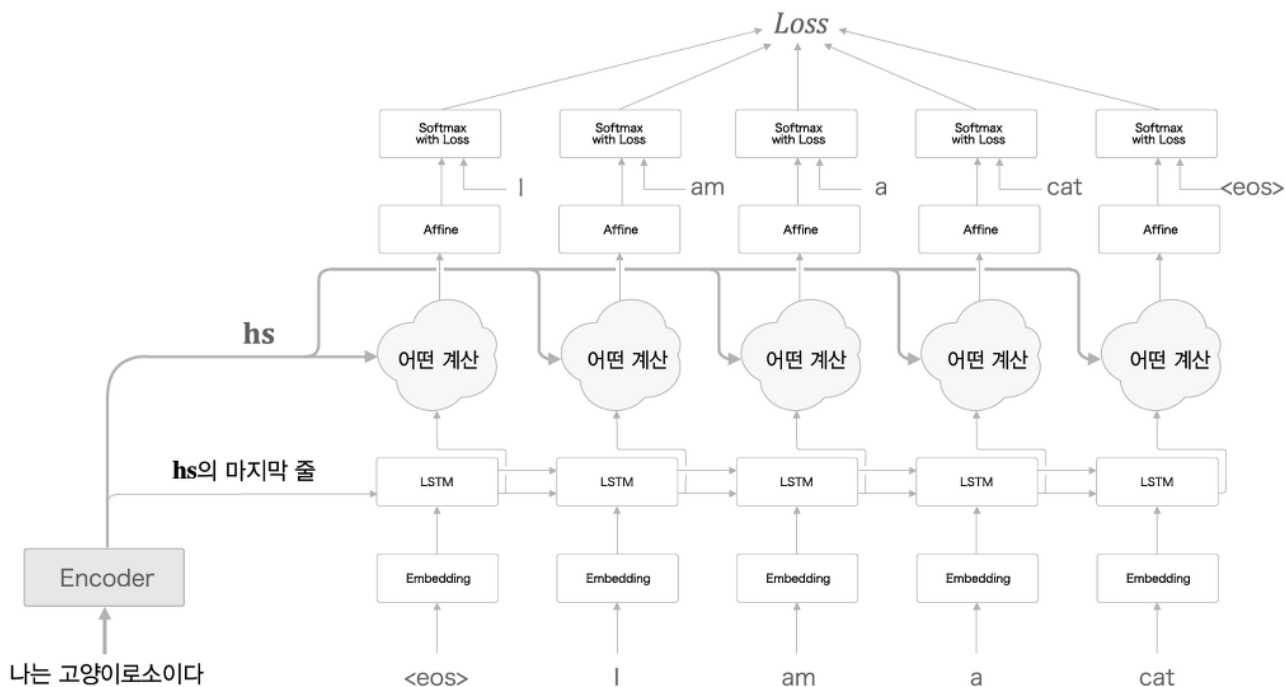 Loss
Softmax
with Loss
Softmax
with Loss
Softmax
with Loss
Softmax
with Loss
Softmax
with Loss
I
am
a
cat
<eos>
Affine
Affine
Affine
Affine
Affine
hs
어떤 계산
어떤 계산
어떤 계산
어떤 계산
어떤 계산
hs의 마지막 줄
LSTM
LSTM
LSTM
LSTM
LSTM
Encoder
Embedding
Embedding
Embedding
Embedding
Embedding
나는 고양이로소이다
<eos>
I
am
a
cat